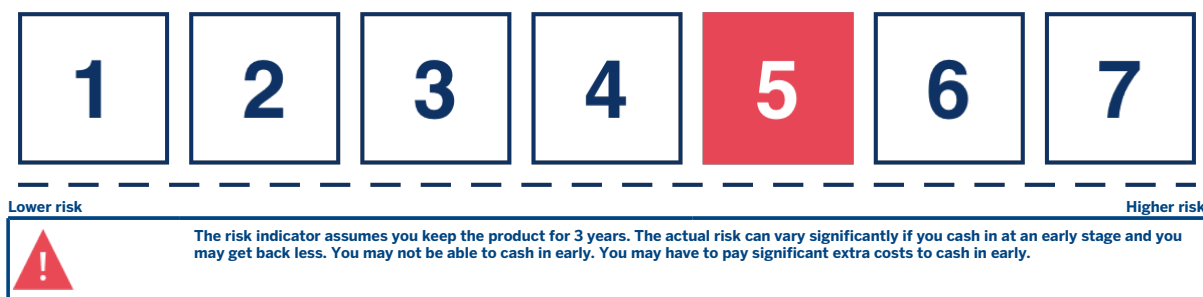 1 2 3 4 5 6 7
Lower risk Higher risk
The risk indicator assumes you keep the product for 3 years. The actual risk can vary significantly if you cash in at an early stage and you
may get back less. You may not be able to cash in early. You may have to pay significant extra costs to cash in early.
!